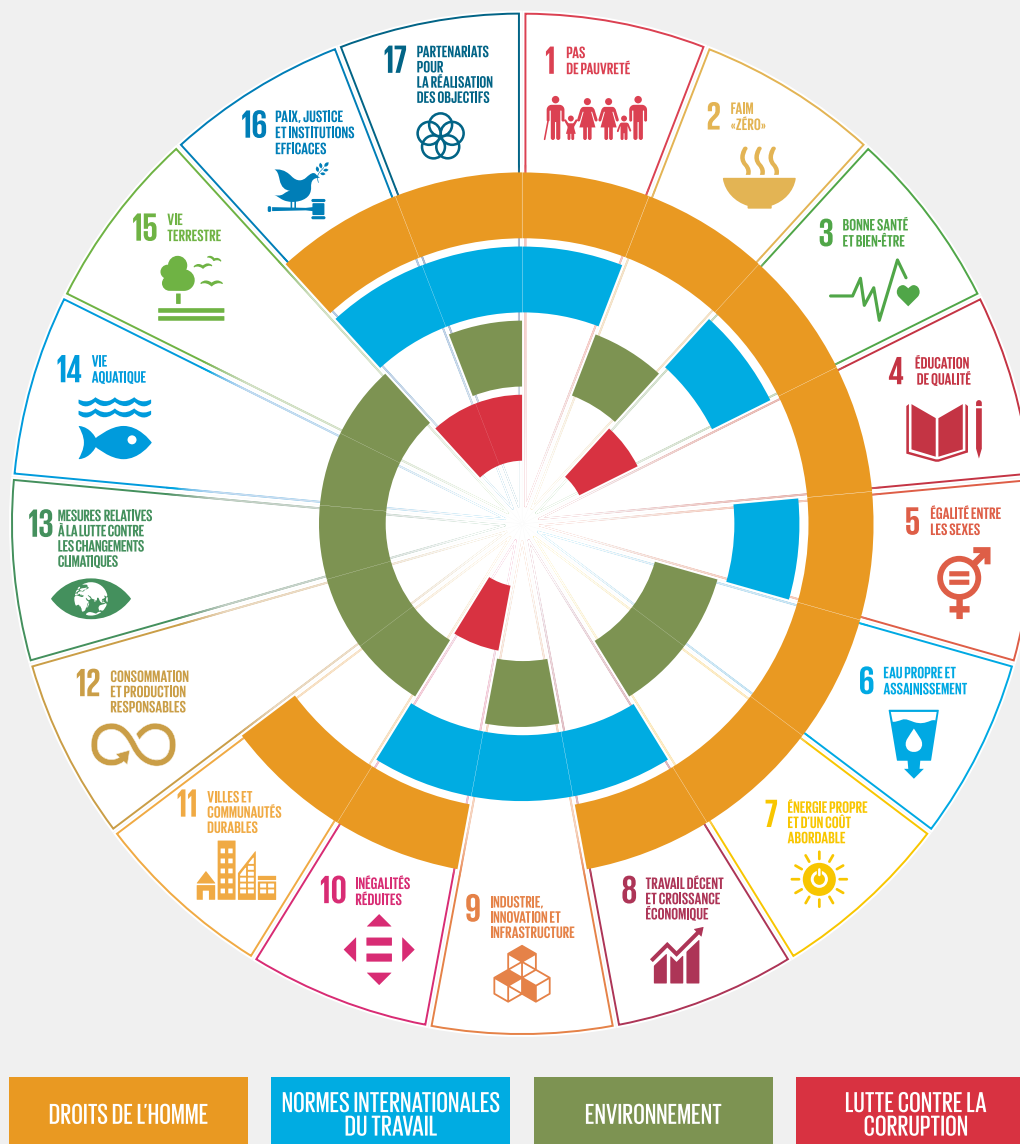 1 PAS
DE PAUVRETÉ
2 FAIM
«ZÉRO»
3 BONNE SANTÉ
ET BIEN-ÊTRE
4 ÉDUCATION
DE QUALITÉ
5 ÉGALITÉ ENTRE
LES SEXES
6 EAU PROPRE ET
ASSAINISSEMENT
7 ÉNERGIE PROPRE
ET D'UN COÛT
ABORDABLE
8 TRAVAIL DÉCENT
ET CROISSANCE
ÉCONOMIQUE
9 INDUSTRIE,
INNOVATION ET
INFRASTRUCTURE
10 INÉGALITÉS
RÉDUITES
11 VILLES ET
COMMUNAUTÉS
DURABLES
12 CONSOMMATION
ET PRODUCTION
RESPONSABLES
13 MESURES RELATIVES
À LA LUTTE CONTRE
LES CHANGEMENTS
CLIMATIQUES
14 VIE
AQUATIQUE
15 VIE
TERRESTRE
16 PAIX, JUSTICE
ET INSTITUTIONS
EFFICACES
17 PARTENARIATS
POUR
LA RÉALISATION
DES OBJECTIFS
DROITS DE L'HOMME
NORMES INTERNATIONALES
DU TRAVAIL
ENVIRONNEMENT
LUTTE CONTRE LA
CORRUPTION